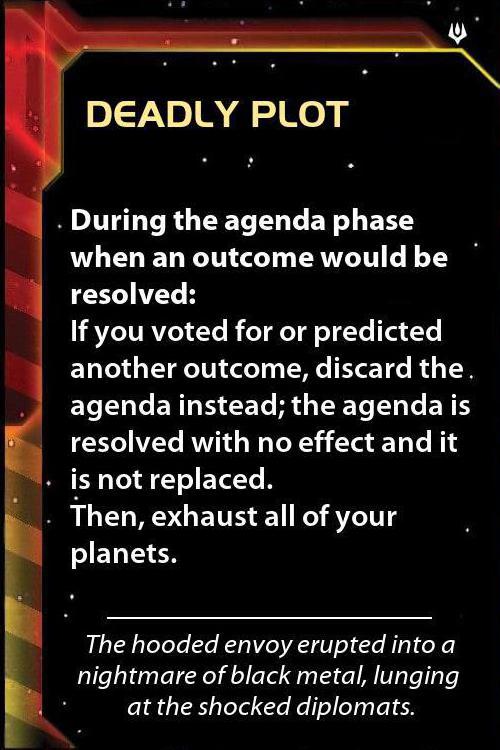 DEADLY PLOT
During the agenda phase
when an outcome would be
resolved:
If you voted for or predicted
another outcome, discard the
agenda instead; the agenda is
resolved with no effect and it
is not replaced.
Then, exhaust all of your
planets.
The hooded envoy erupted into a
nightmare of black metal, lunging
at the shocked diplomats.